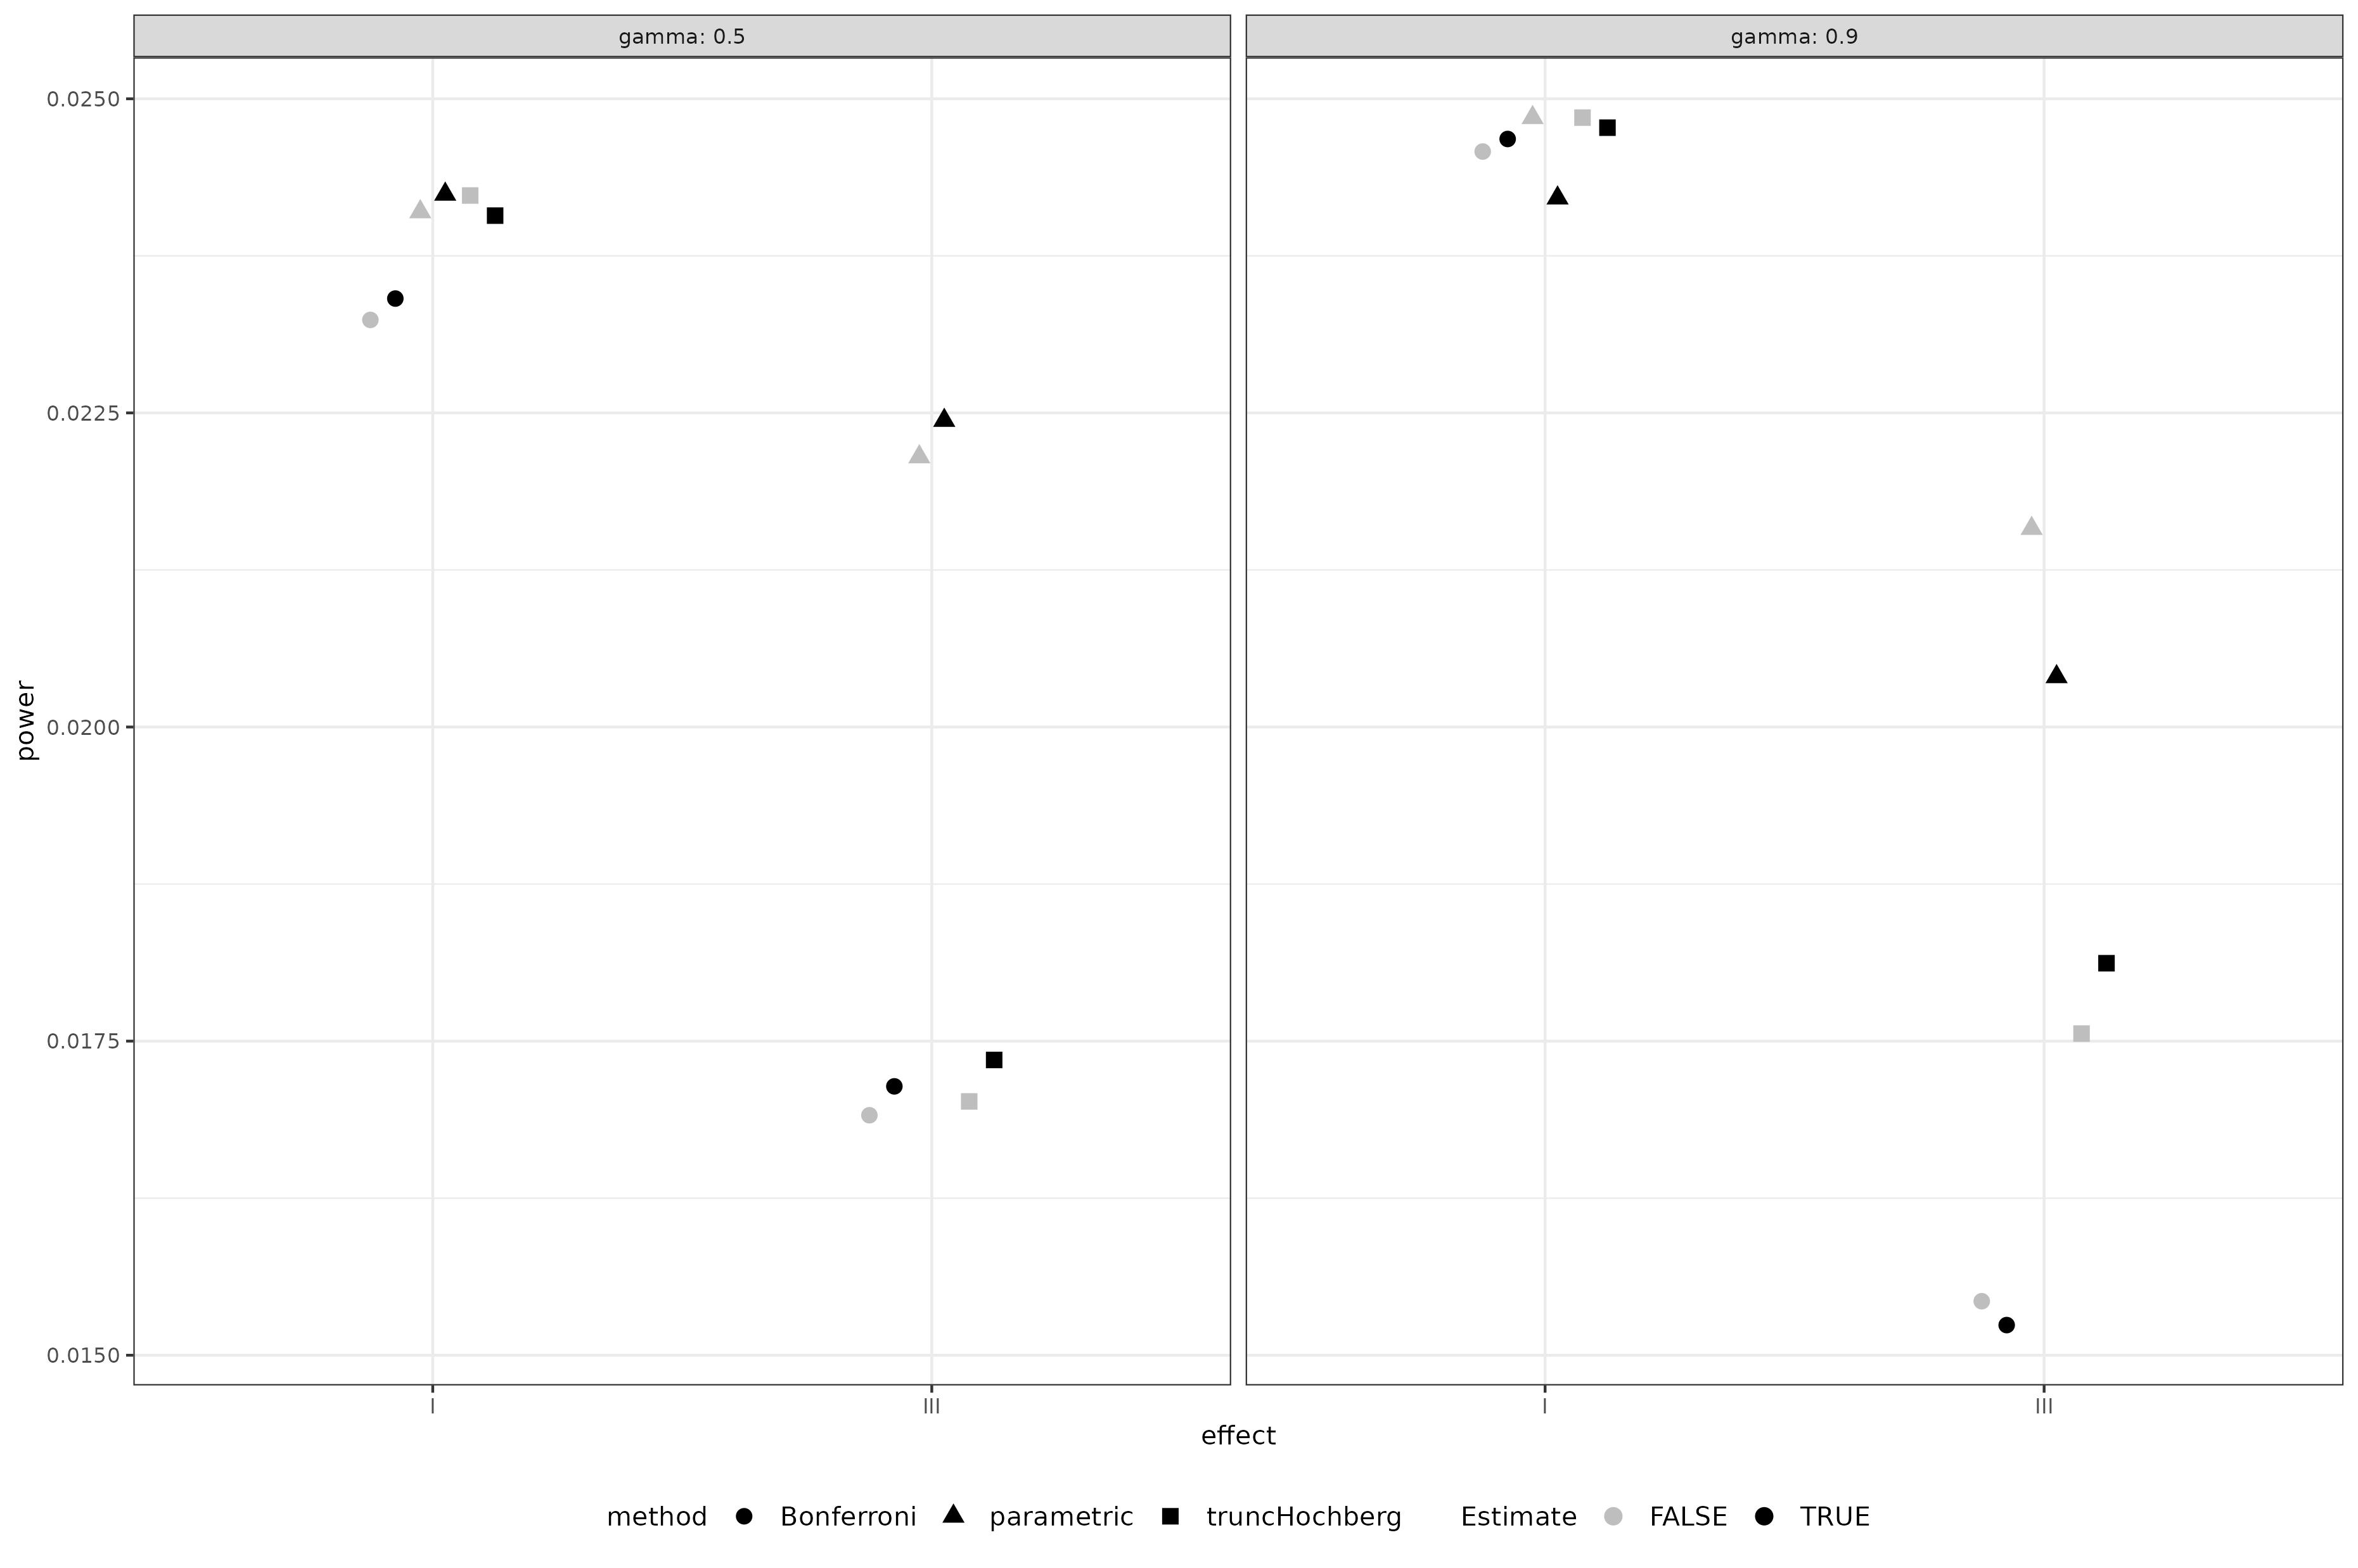 gamma: 0.5
gamma: 0.9
0.0250
0.0225
0.0200
0.0175
0.0150
power
I III I III
effect
method Bonferroni parametric truncHochberg Estimate FALSE TRUE